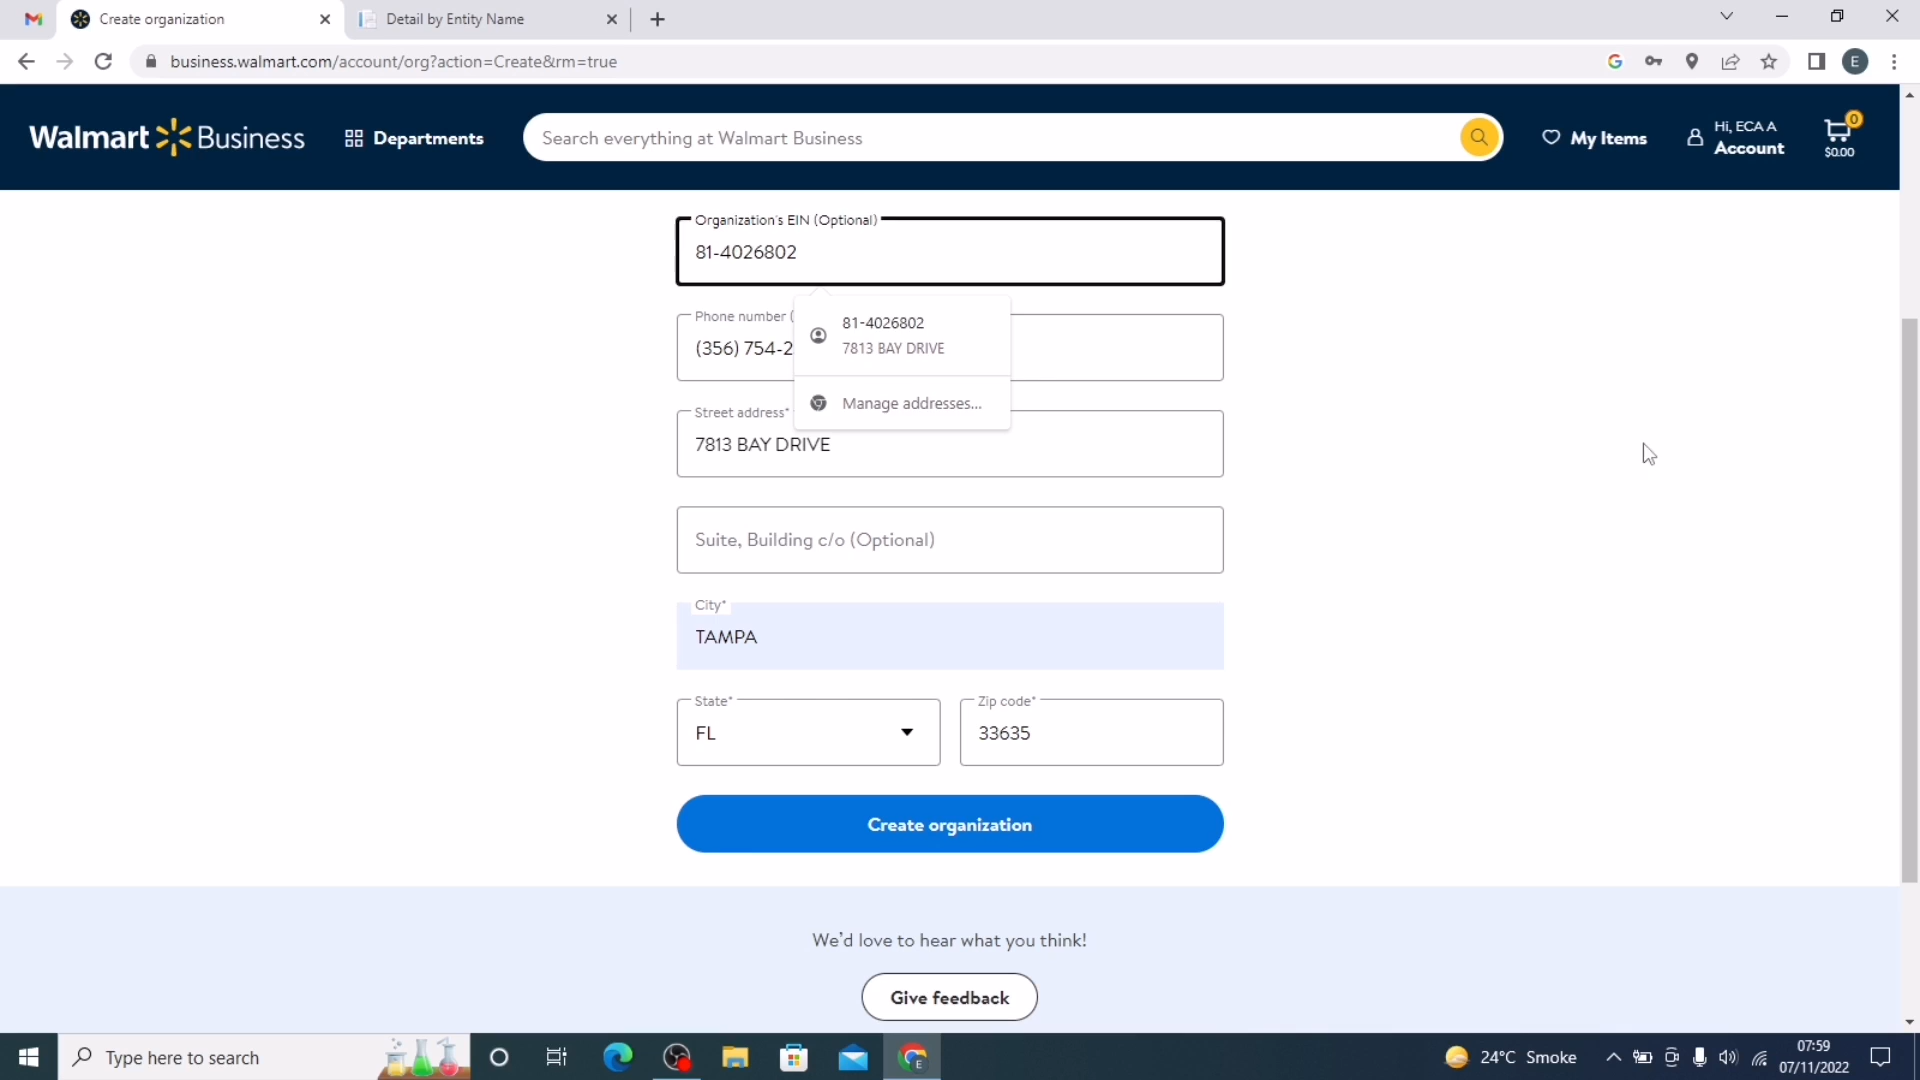 Create organization
Detail by Entity Name
business.walmart.com/account/org?action=Create&rm=true
E
Walmart Business
Departments
Search everything at Walmart Business
My Items
Hi, ECA A
Account
0
$0.00
Organization's EIN (Optional)
81-4026802
Phone number (
(356) 754-2
81-4026802
7813 BAY DRIVE
Manage addresses...
Street address*
7813 BAY DRIVE
Suite, Building c/o (Optional)
City*
TAMPA
State*
FL
Zip code*
33635
Create organization
We'd love to hear what you think!
Give feedback
Type here to search
E
24°C Smoke
07:59
07/11/2022